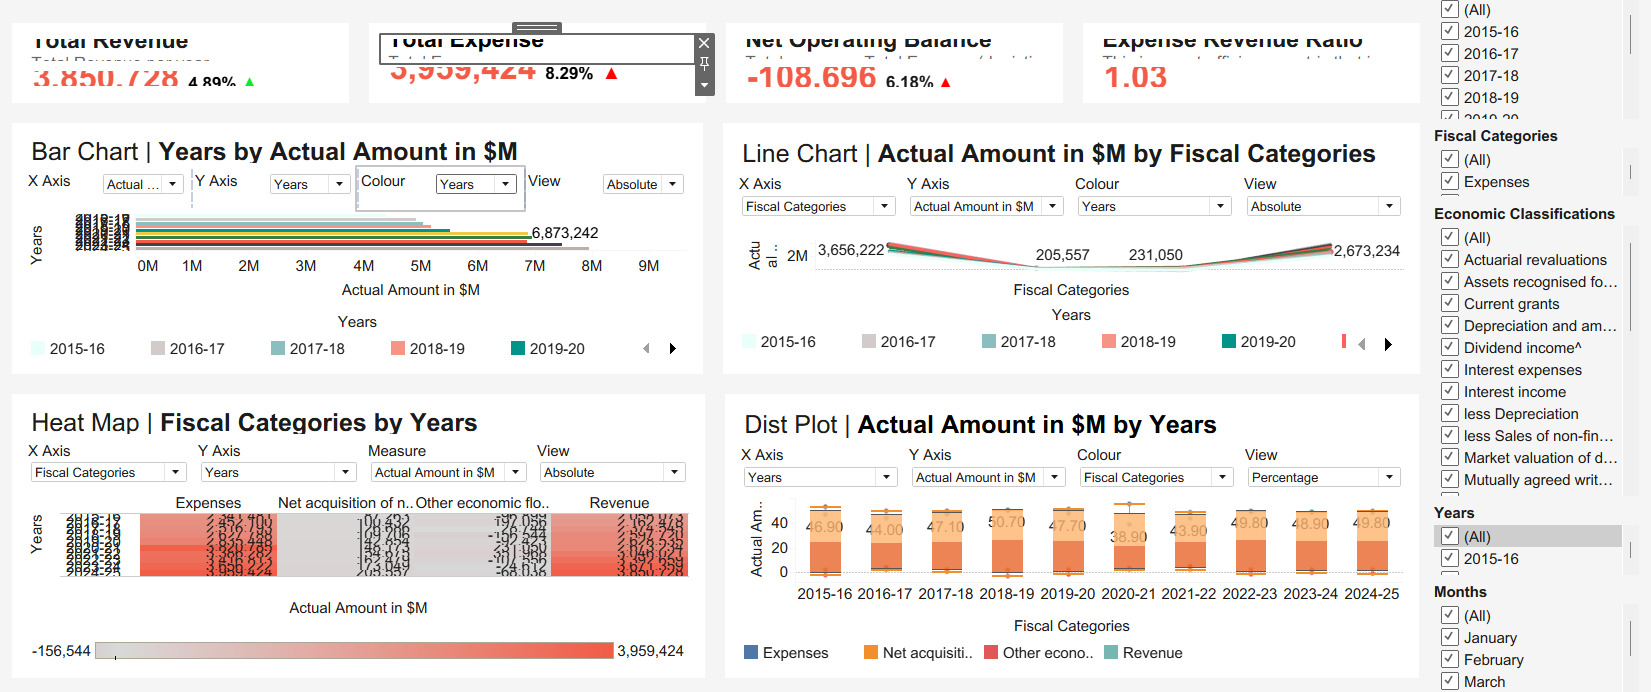 Total Revenue
3,850,728 4.89% ▲
Total Expense
3,959,424 8.29% ▲
Net Operating Balance
-108,696 6.18% ▲
Expense Revenue Ratio
1.03
Bar Chart | Years by Actual Amount in $M
X Axis Actual ... Y Axis Years Colour Years View Absolute
Years
6,873,242
0M 1M 2M 3M 4M 5M 6M 7M 8M 9M
Actual Amount in $M
Years
2015-16 2016-17 2017-18 2018-19 2019-20
Line Chart | Actual Amount in $M by Fiscal Categories
X Axis Y Axis Colour View
Fiscal Categories Actual Amount in $M Years Absolute
Actu al..
2M 3,656,222 205,557 231,050 2,673,234
Fiscal Categories
Years
2015-16 2016-17 2017-18 2018-19 2019-20
Heat Map | Fiscal Categories by Years
X Axis Y Axis Measure View
Fiscal Categories Years Actual Amount in $M Absolute
Expenses Net acquisition of n.. Other economic flo.. Revenue
Years
Actual Amount in $M
-156,544 3,959,424
Dist Plot | Actual Amount in $M by Years
X Axis Y Axis Colour View
Years Actual Amount in $M Fiscal Categories Percentage
Actual Am..
40
20
0
46.90 44.00 47.10 50.70 47.70 38.90 43.90 49.80 48.90 49.80
2015-16 2016-17 2017-18 2018-19 2019-20 2020-21 2021-22 2022-23 2023-24 2024-25
Fiscal Categories
Expenses Net acquisiti.. Other econo.. Revenue
(All)
2015-16
2016-17
2017-18
2018-19
2019-20
Fiscal Categories
(All)
Expenses
Economic Classifications
(All)
Actuarial revaluations
Assets recognised fo...
Current grants
Depreciation and am...
Dividend income^
Interest expenses
Interest income
less Depreciation
less Sales of non-fin...
Market valuation of d...
Mutually agreed writ...
Years
(All)
2015-16
Months
(All)
January
February
March